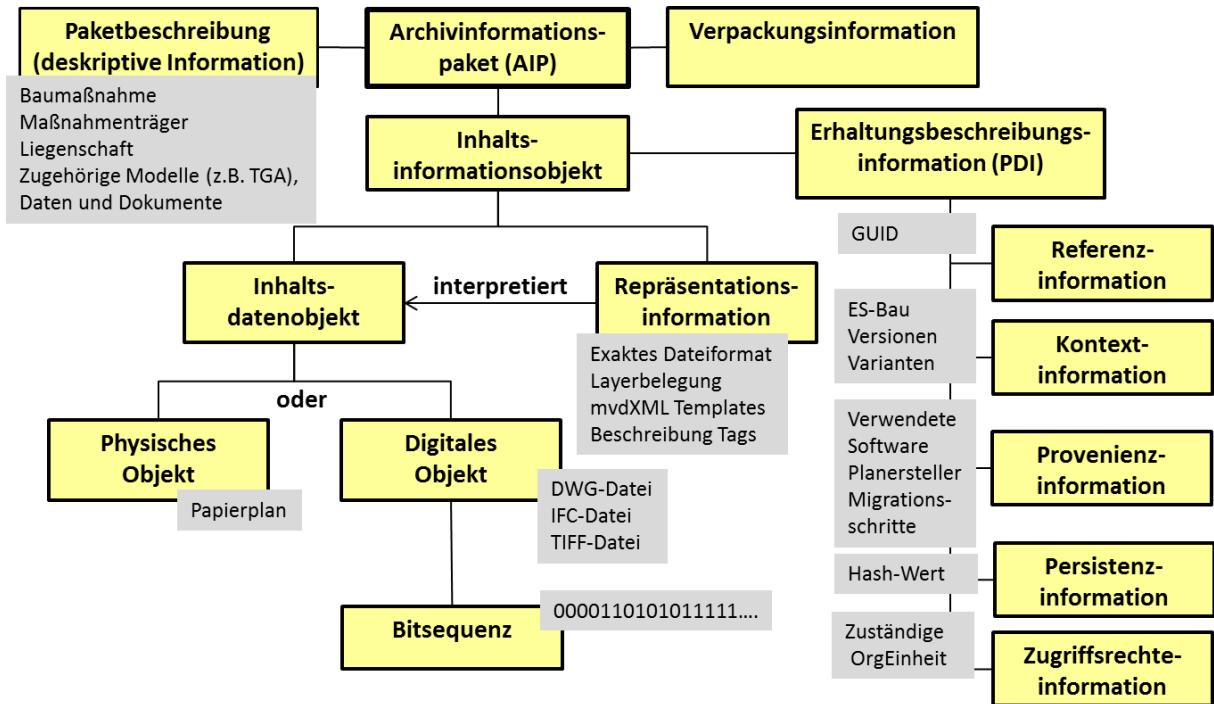 Paketbeschreibung
(deskriptive Information)
Baumaßnahme
Maßnahmenträger
Liegenschaft
Zugehörige Modelle (z.B. TGA),
Daten und Dokumente
Archivinformations-
paket (AIP)
Verpackungsinformation
Inhalts-
informationsobjekt
Erhaltungsbeschreibungs-
information (PDI)
Inhalts-
datenobjekt
interpretiert
Repräsentations-
information
Exaktes Dateiformat
Layerbelegung
mvdXML Templates
Beschreibung Tags
oder
Physisches
Objekt
Papierplan
Digitales
Objekt
DWG-Datei
IFC-Datei
TIFF-Datei
Bitsequenz
0000110101011111....
GUID
Referenz-
information
ES-Bau
Versionen
Varianten
Kontext-
information
Verwendete
Software
Planersteller
Migrations-
schritte
Provenienz-
information
Hash-Wert
Persistenz-
information
Zuständige
OrgEinheit
Zugriffsrechte-
information